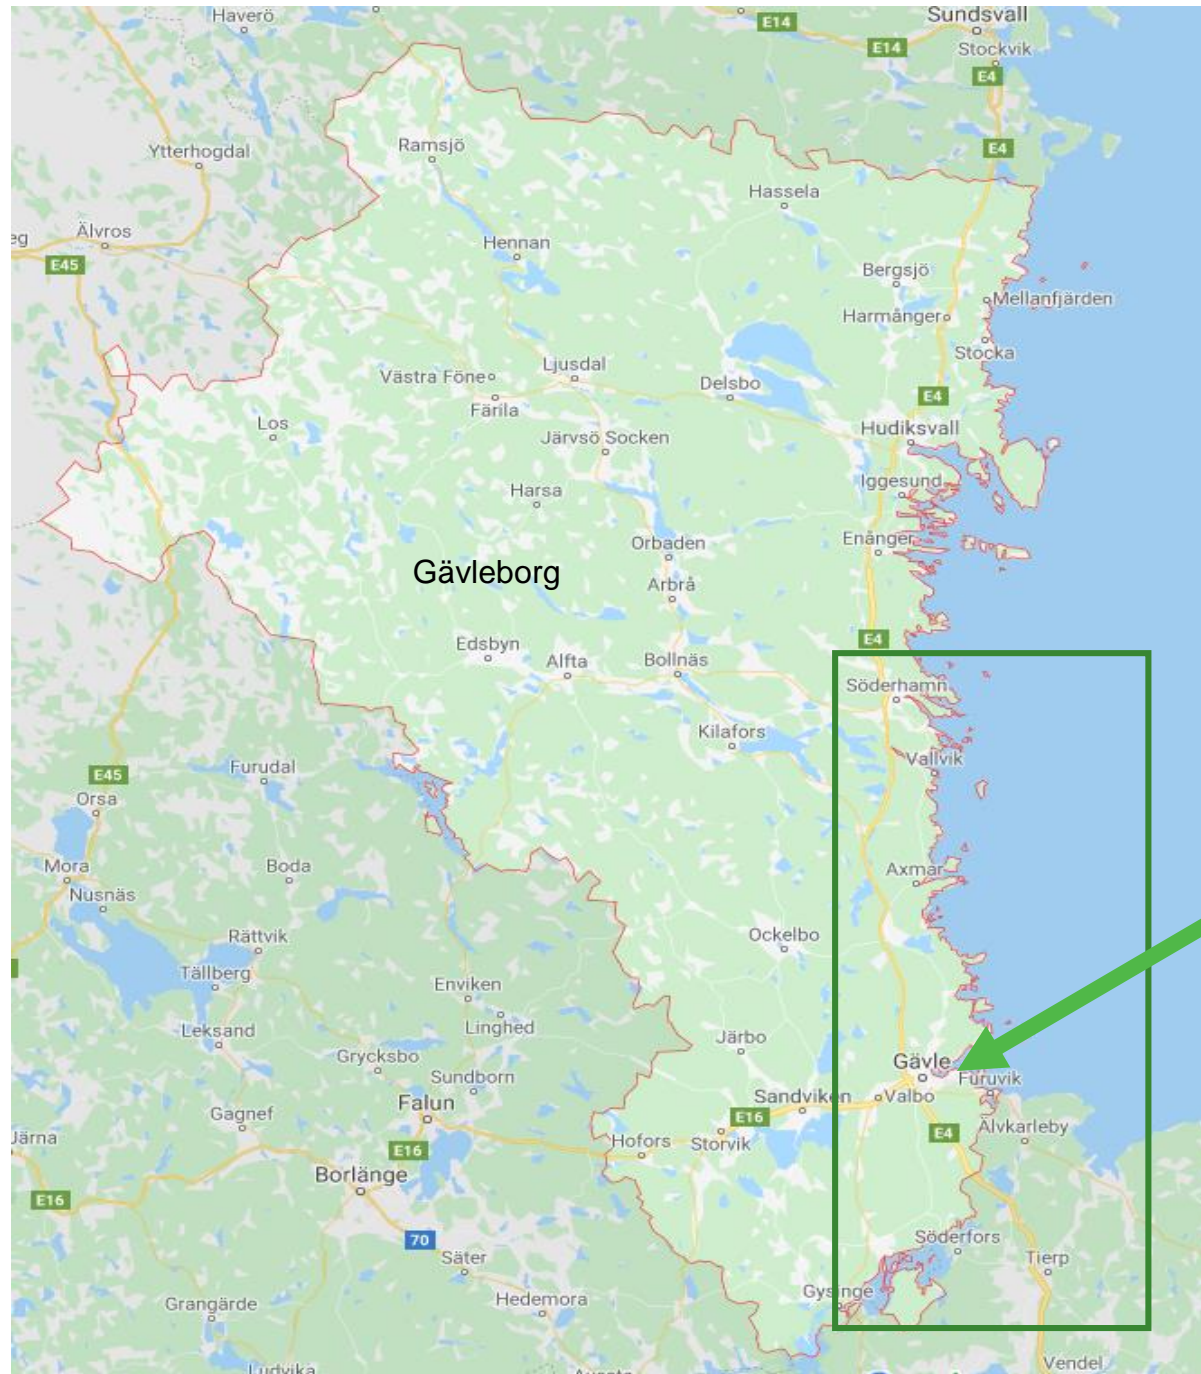 Haverö
E14
Sundsvall
E14
Stockvik
E4
Ytterhogdal
Ramsjö
E4
Hassela
Älvros
E45
Hennan
Bergsjö
Mellanfjärden
Harmånger
Stocka
Ljusdal
Västra Föne
Delsbo
E4
Färila
Los
Hudiksvall
Järvsö Socken
Iggesund
Harsa
Orbaden
Enånger
Gävleborg
Arbrå
E4
Edsbyn
Alfta
Bollnäs
Söderhamn
Kilafors
Vallvik
Furudal
E45
Orsa
Mora
Boda
Axmar
Nusnäs
Rättvik
Ockelbo
Tällberg
Enviken
Leksand
Linghed
Järbo
Grycksbo
Gävle
Sundborn
Furuvik
Falun
Sandviken
Valbo
Gagnef
E16
E4
Älvkarleby
Järna
E16
Hofors
Storvik
Borlänge
E16
70
Säter
Söderfors
Tierp
Grangärde
Hedemora
Gysinge
Ludvika
Vendel